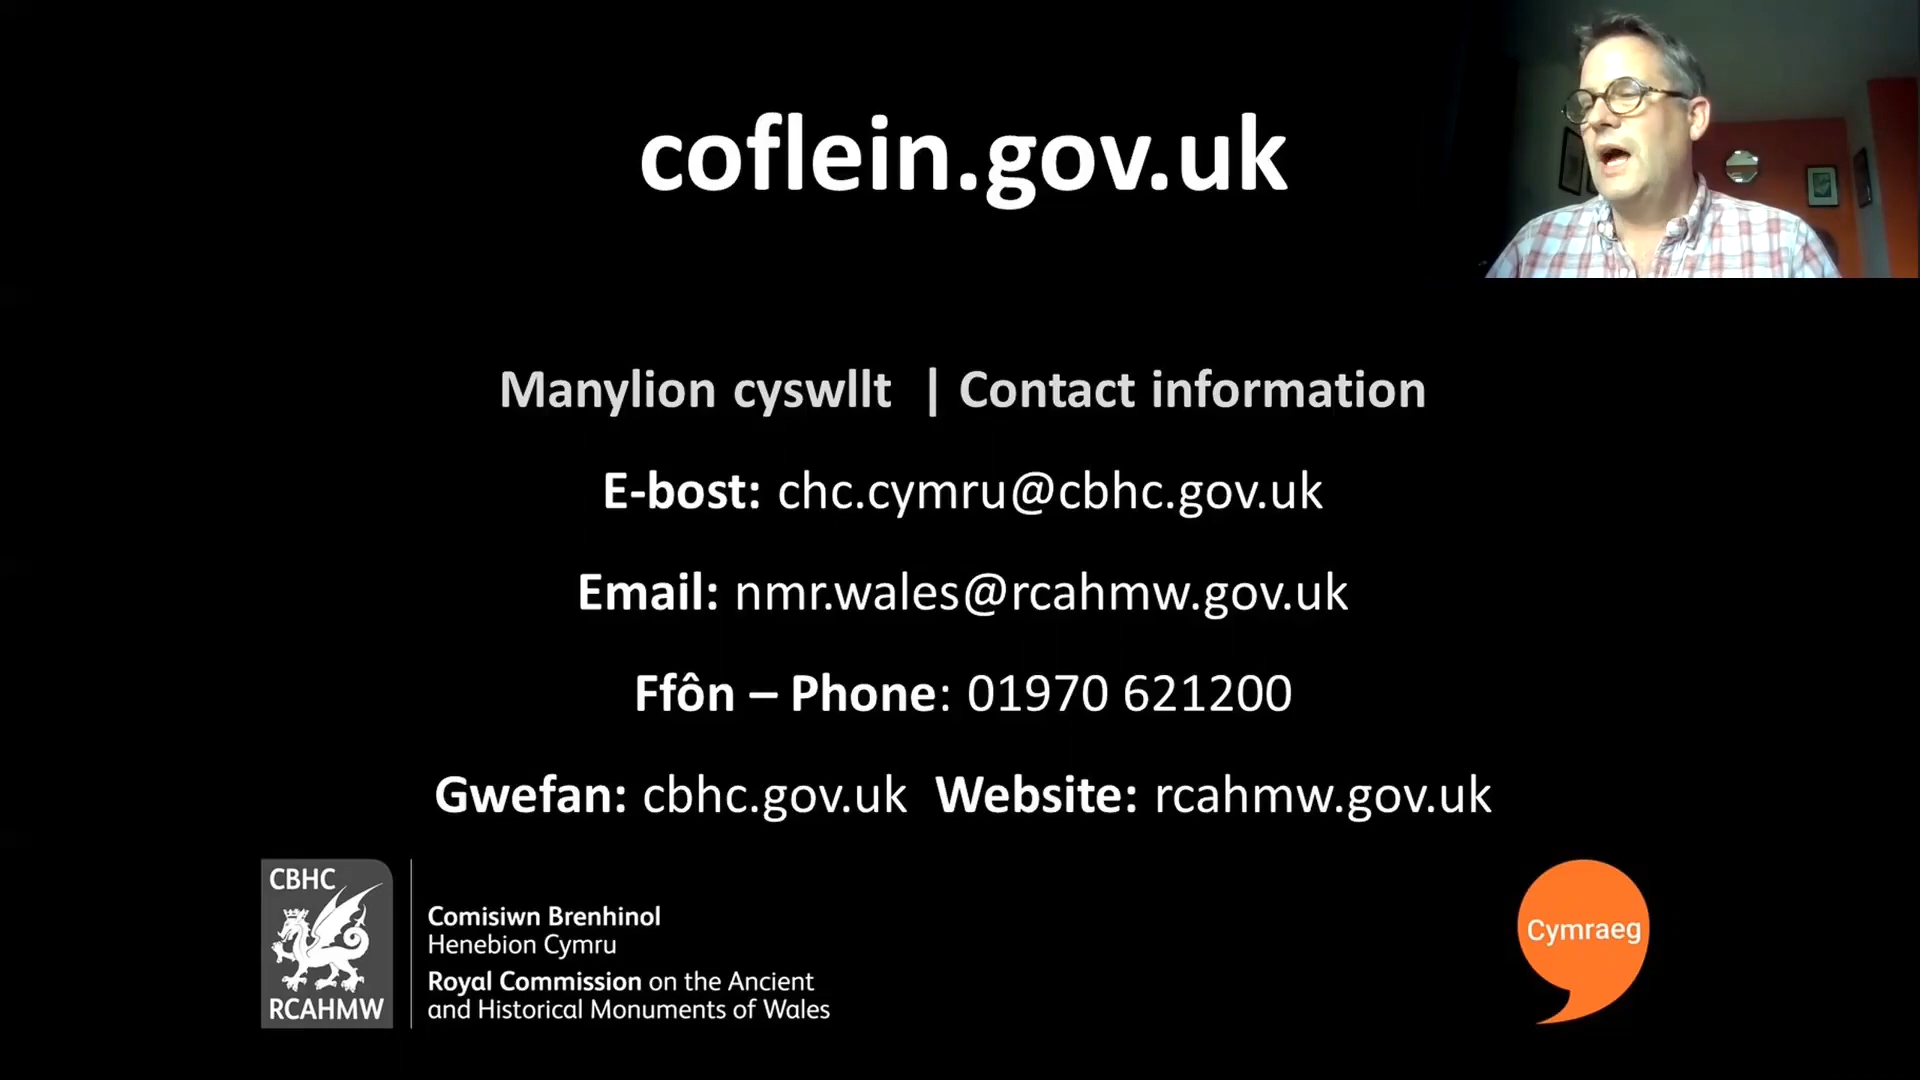 coflein.gov.uk
Manylion cyswllt | Contact information
E-bost: chc.cymru@cbhc.gov.uk
Email: nmr.wales@rcahmw.gov.uk
Ffôn – Phone: 01970 621200
Gwefan: cbhc.gov.uk Website: rcahmw.gov.uk
CBHC
RCAHMW
Comisiwn Brenhinol
Henebion Cymru
Royal Commission on the Ancient
and Historical Monuments of Wales
Cymraeg